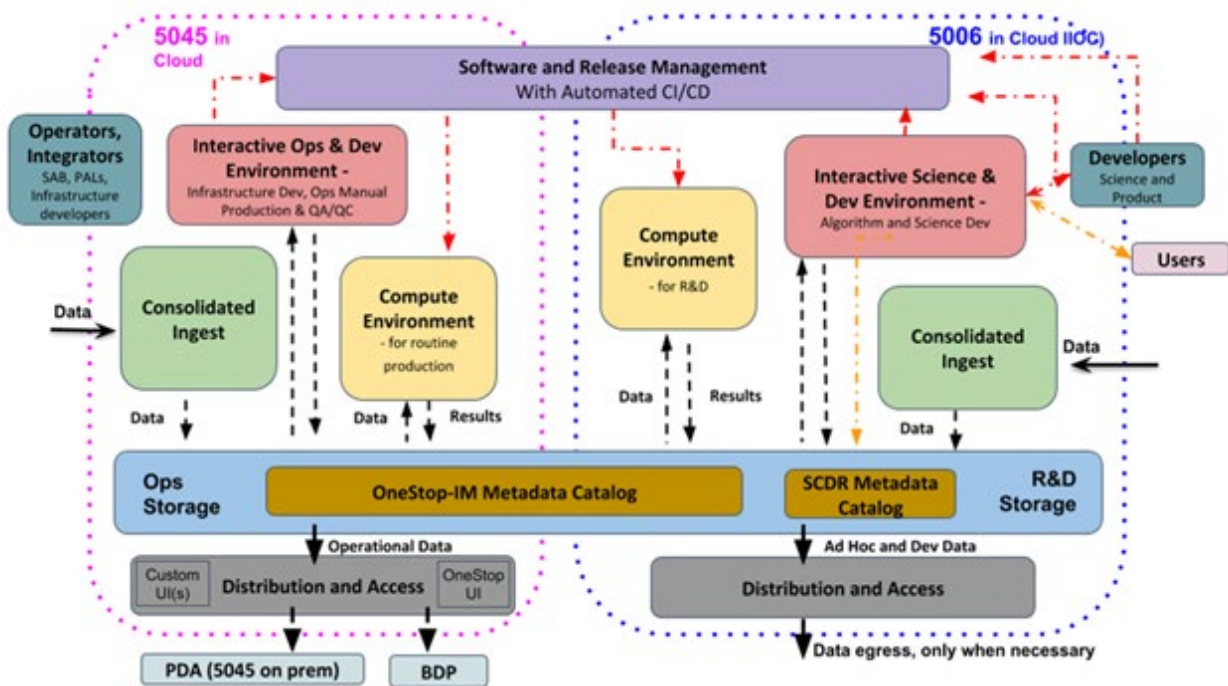 5045 in
Cloud
5006 in Cloud
Software and Release Management
With Automated CI/CD
Operators,
Integrators
SAB, PALs,
Infrastructure
developers
Interactive Ops & Dev
Environment -
Infrastructure Dev, Ops Manual
Production & QA/QC
Interactive Science &
Dev Environment -
Algorithm and Science Dev
Developers
Science and
Product
Users
Data
Consolidated
Ingest
Compute
Environment
- for routine
production
Compute
Environment
- for R&D
Consolidated
Ingest
Data
Data
Data
Results
Data
Results
Data
Ops
Storage
OneStop-IM Metadata Catalog
SCDR Metadata
Catalog
R&D
Storage
Operational Data
Ad Hoc and Dev Data
Custom
UI(s)
Distribution and Access
OneStop
UI
Distribution and Access
PDA (5045 on prem)
BDP
Data egress, only when necessary